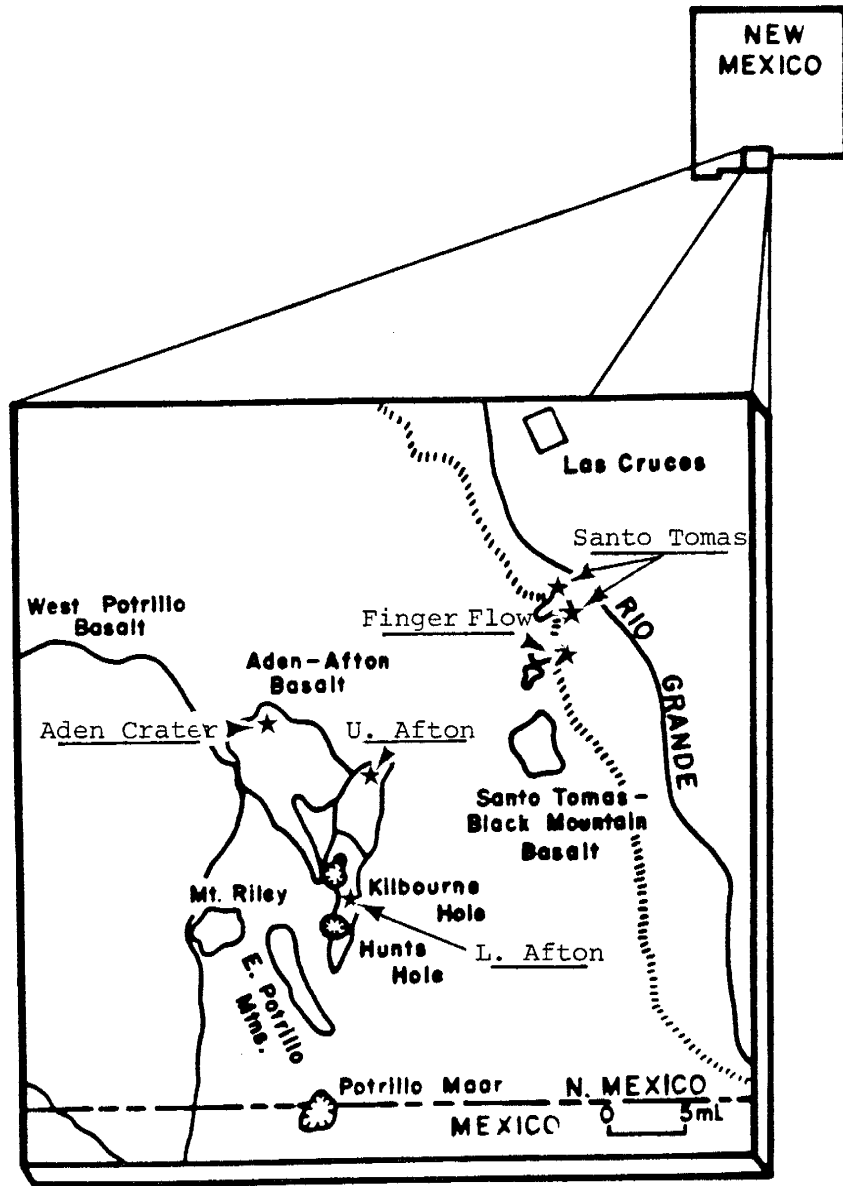 NEW
MEXICO
Las Cruces
Santo Tomas
West Potrillo
Basalt
Finger Flow
RIO
GRANDE
Aden-Afton
Basalt
Aden Crater
U. Afton
Santo Tomas-
Black Mountain
Basalt
Mt. Riley
Kilbourne
Hole
Hunts
Hole
L. Afton
E. Potrillo
Mtns.
Potrillo Maar
N. MEXICO
MEXICO
0 5mi.